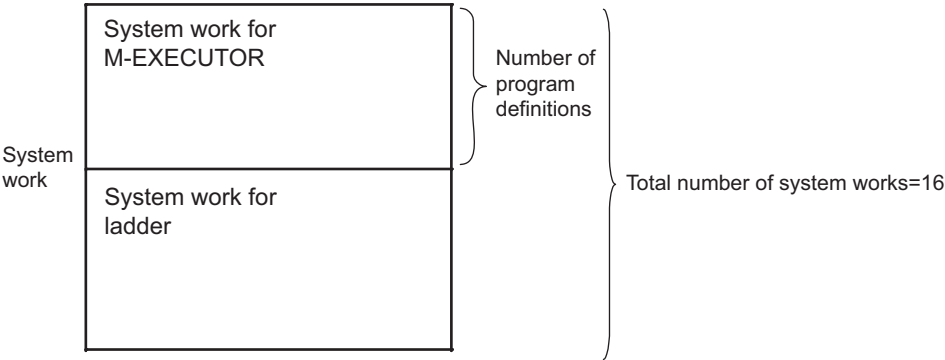 System work for
M-EXECUTOR
Number of
program
definitions
System
work
Total number of system works=16
System work for
ladder